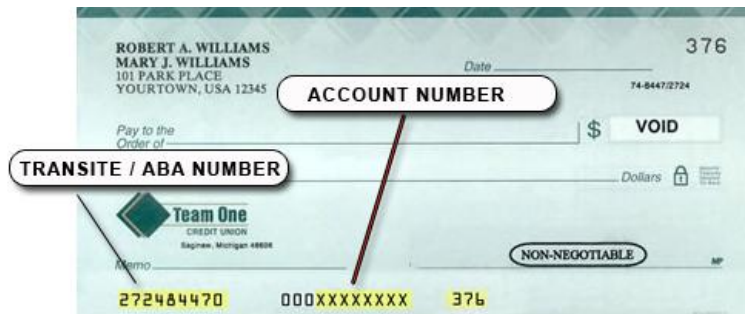 ROBERT A. WILLIAMS
MARY J. WILLIAMS
101 PARK PLACE
YOURTOWN, USA 12345
376
Date
74-8447/2724
ACCOUNT NUMBER
Pay to the
Order of
$ VOID
TRANSITE / ABA NUMBER
Dollars
Team One
CREDIT UNION
Saginaw, Michigan 48606
Memo
NON-NEGOTIABLE
MP
272484470 000XXXXXXXX 376